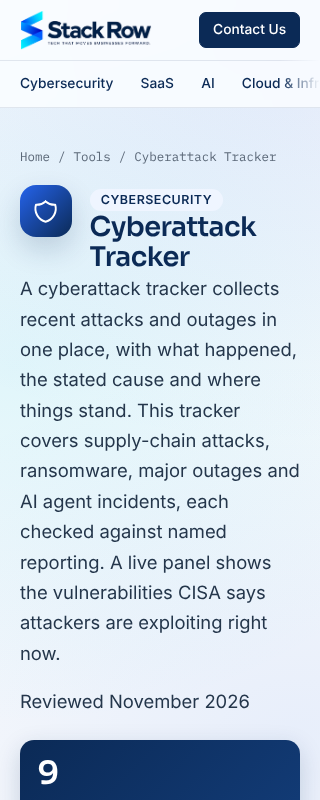 Stack Row
TECH THAT MOVES BUSINESSES FORWARD.
Contact Us
Cybersecurity SaaS AI Cloud & Infr
Home / Tools / Cyberattack Tracker
CYBERSECURITY
Cyberattack
Tracker
A cyberattack tracker collects
recent attacks and outages in
one place, with what happened,
the stated cause and where
things stand. This tracker
covers supply-chain attacks,
ransomware, major outages and
AI agent incidents, each
checked against named
reporting. A live panel shows
the vulnerabilities CISA says
attackers are exploiting right
now.
Reviewed November 2026
9